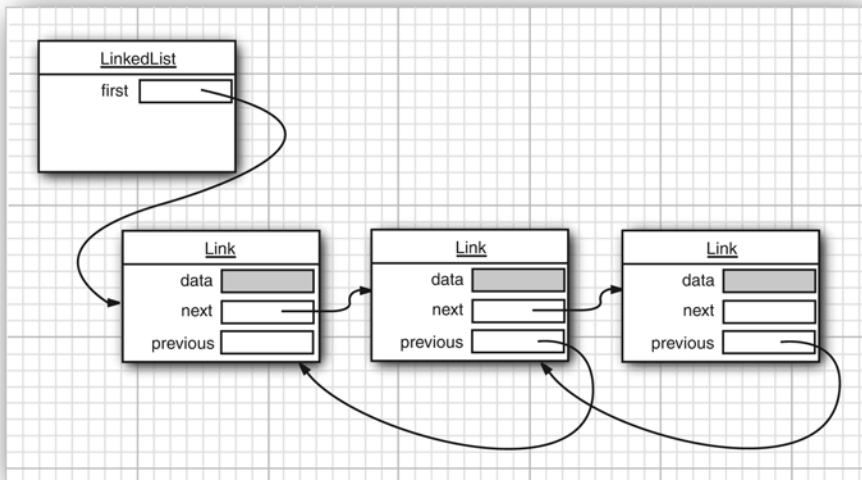 LinkedList
first
Link
data
next
previous
Link
data
next
previous
Link
data
next
previous